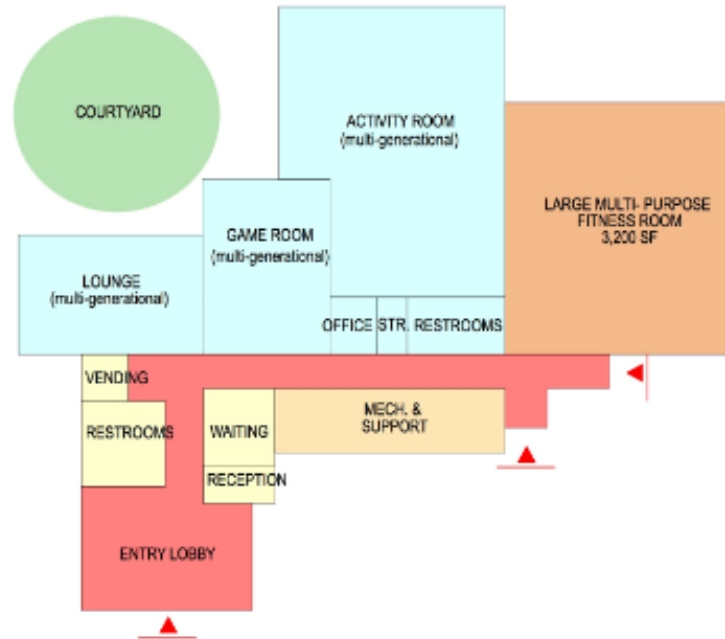 COURTYARD
ACTIVITY ROOM
(multi-generational)
LARGE MULTI- PURPOSE
FITNESS ROOM
3,200 SF
GAME ROOM
(multi-generational)
LOUNGE
(multi-generational)
OFFICE
STR.
RESTROOMS
VENDING
RESTROOMS
WAITING
MECH. &
SUPPORT
RECEPTION
ENTRY LOBBY